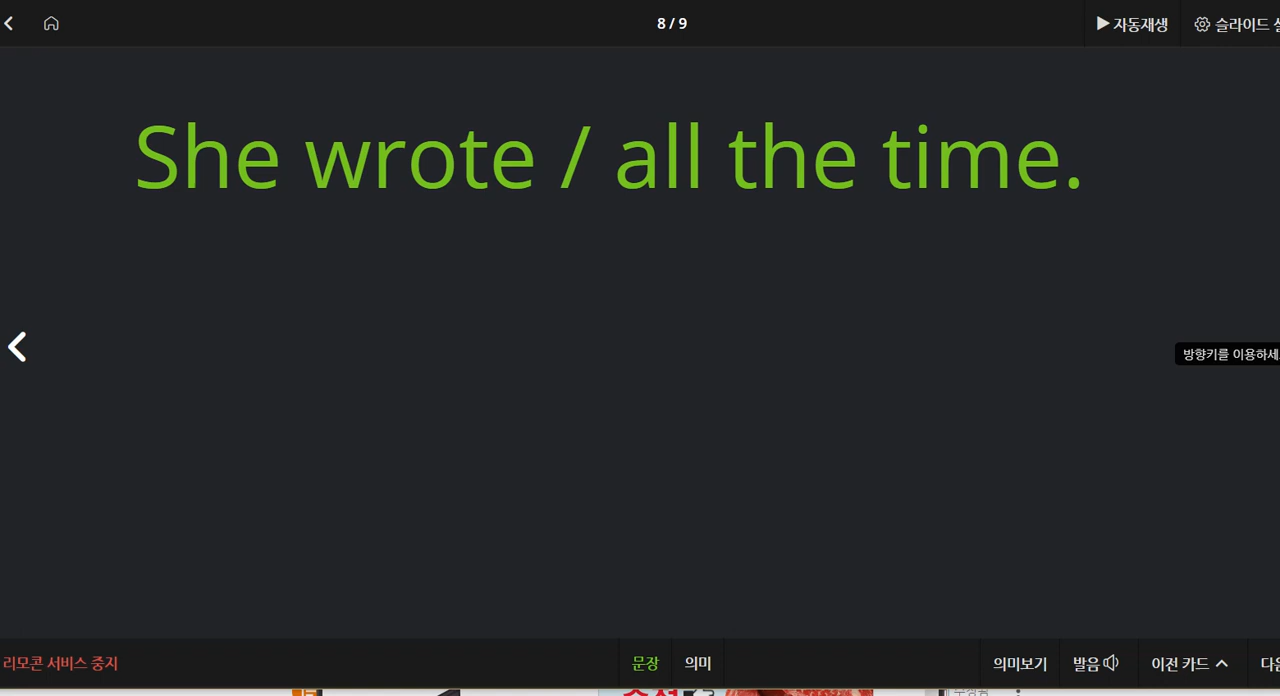 8 / 9
자동재생
슬라이드
She wrote / all the time.
방향키를 이용하세
리모콘 서비스 중지
문장
의미
의미보기
발음
이전 카드